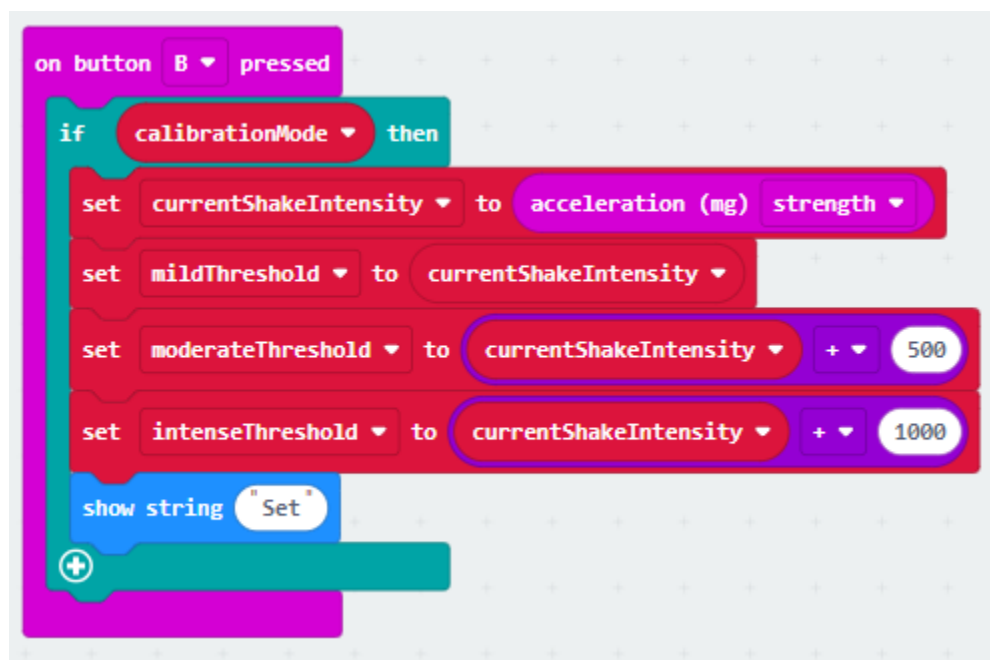 on button B pressed
if calibrationMode then
set currentShakeIntensity to acceleration (mg) strength
set mildThreshold to currentShakeIntensity
set moderateThreshold to currentShakeIntensity + 500
set intenseThreshold to currentShakeIntensity + 1000
show string "Set"